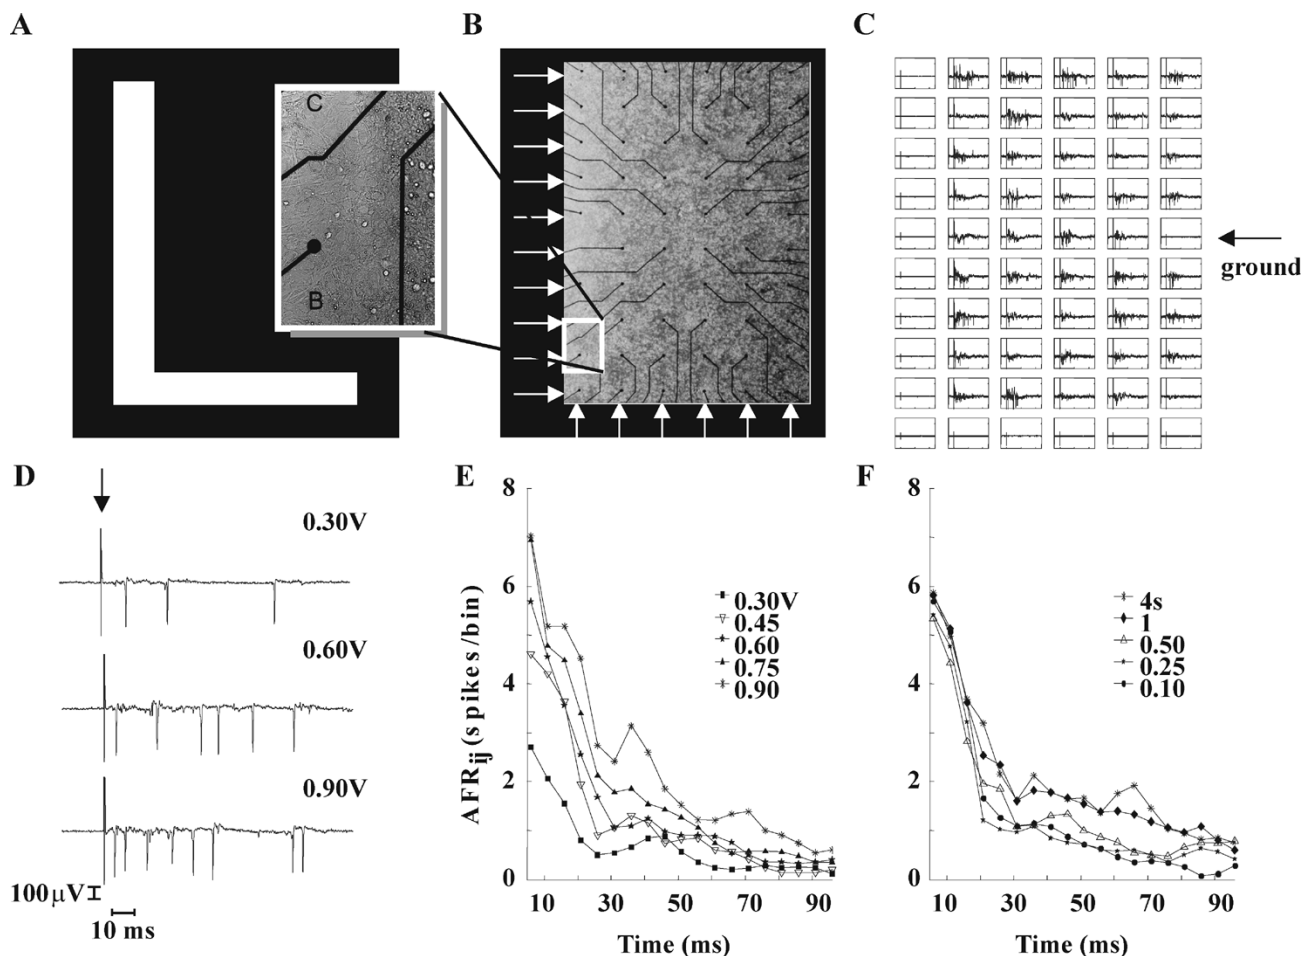 A
B
C
C
B
ground
D
0.30V
0.60V
0.90V
100μV
10 ms
E
8
6
4
2
0
AFRij (spikes/bin)
0.30V
0.45
0.60
0.75
0.90
10 30 50 70 90
Time (ms)
F
8
6
4
2
0
4s
1
0.50
0.25
0.10
10 30 50 70 90
Time (ms)